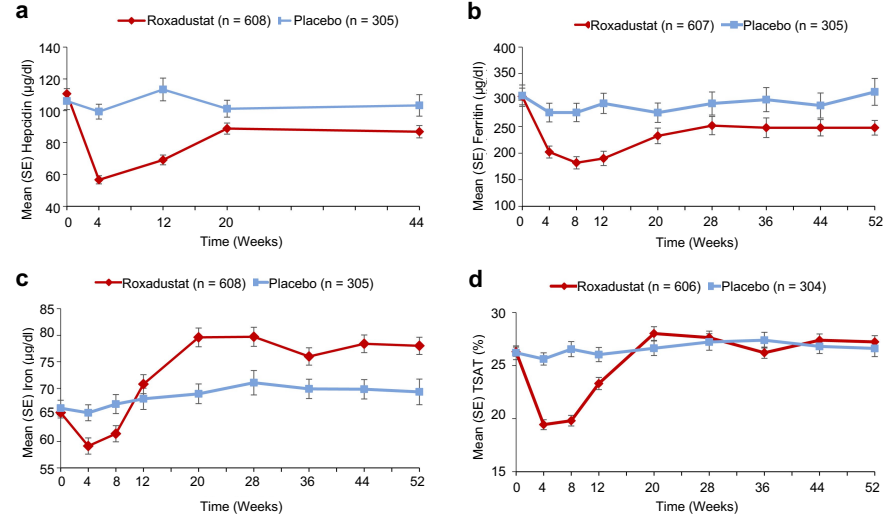 a
Roxadustat (n = 608) Placebo (n = 305)
Mean (SE) Hepcidin (µg/dl)
140
120
100
80
60
40
0 4 12 20 44
Time (Weeks)
b
Roxadustat (n = 607) Placebo (n = 305)
Mean (SE) Ferritin (µg/dl)
400
350
300
250
200
150
100
0 4 8 12 20 28 36 44 52
Time (Weeks)
c
Roxadustat (n = 608) Placebo (n = 305)
Mean (SE) Iron (µg/dl)
85
80
75
70
65
60
55
0 4 8 12 20 28 36 44 52
Time (Weeks)
d
Roxadustat (n = 606) Placebo (n = 304)
Mean (SE) TSAT (%)
30
25
20
15
0 4 8 12 20 28 36 44 52
Time (Weeks)